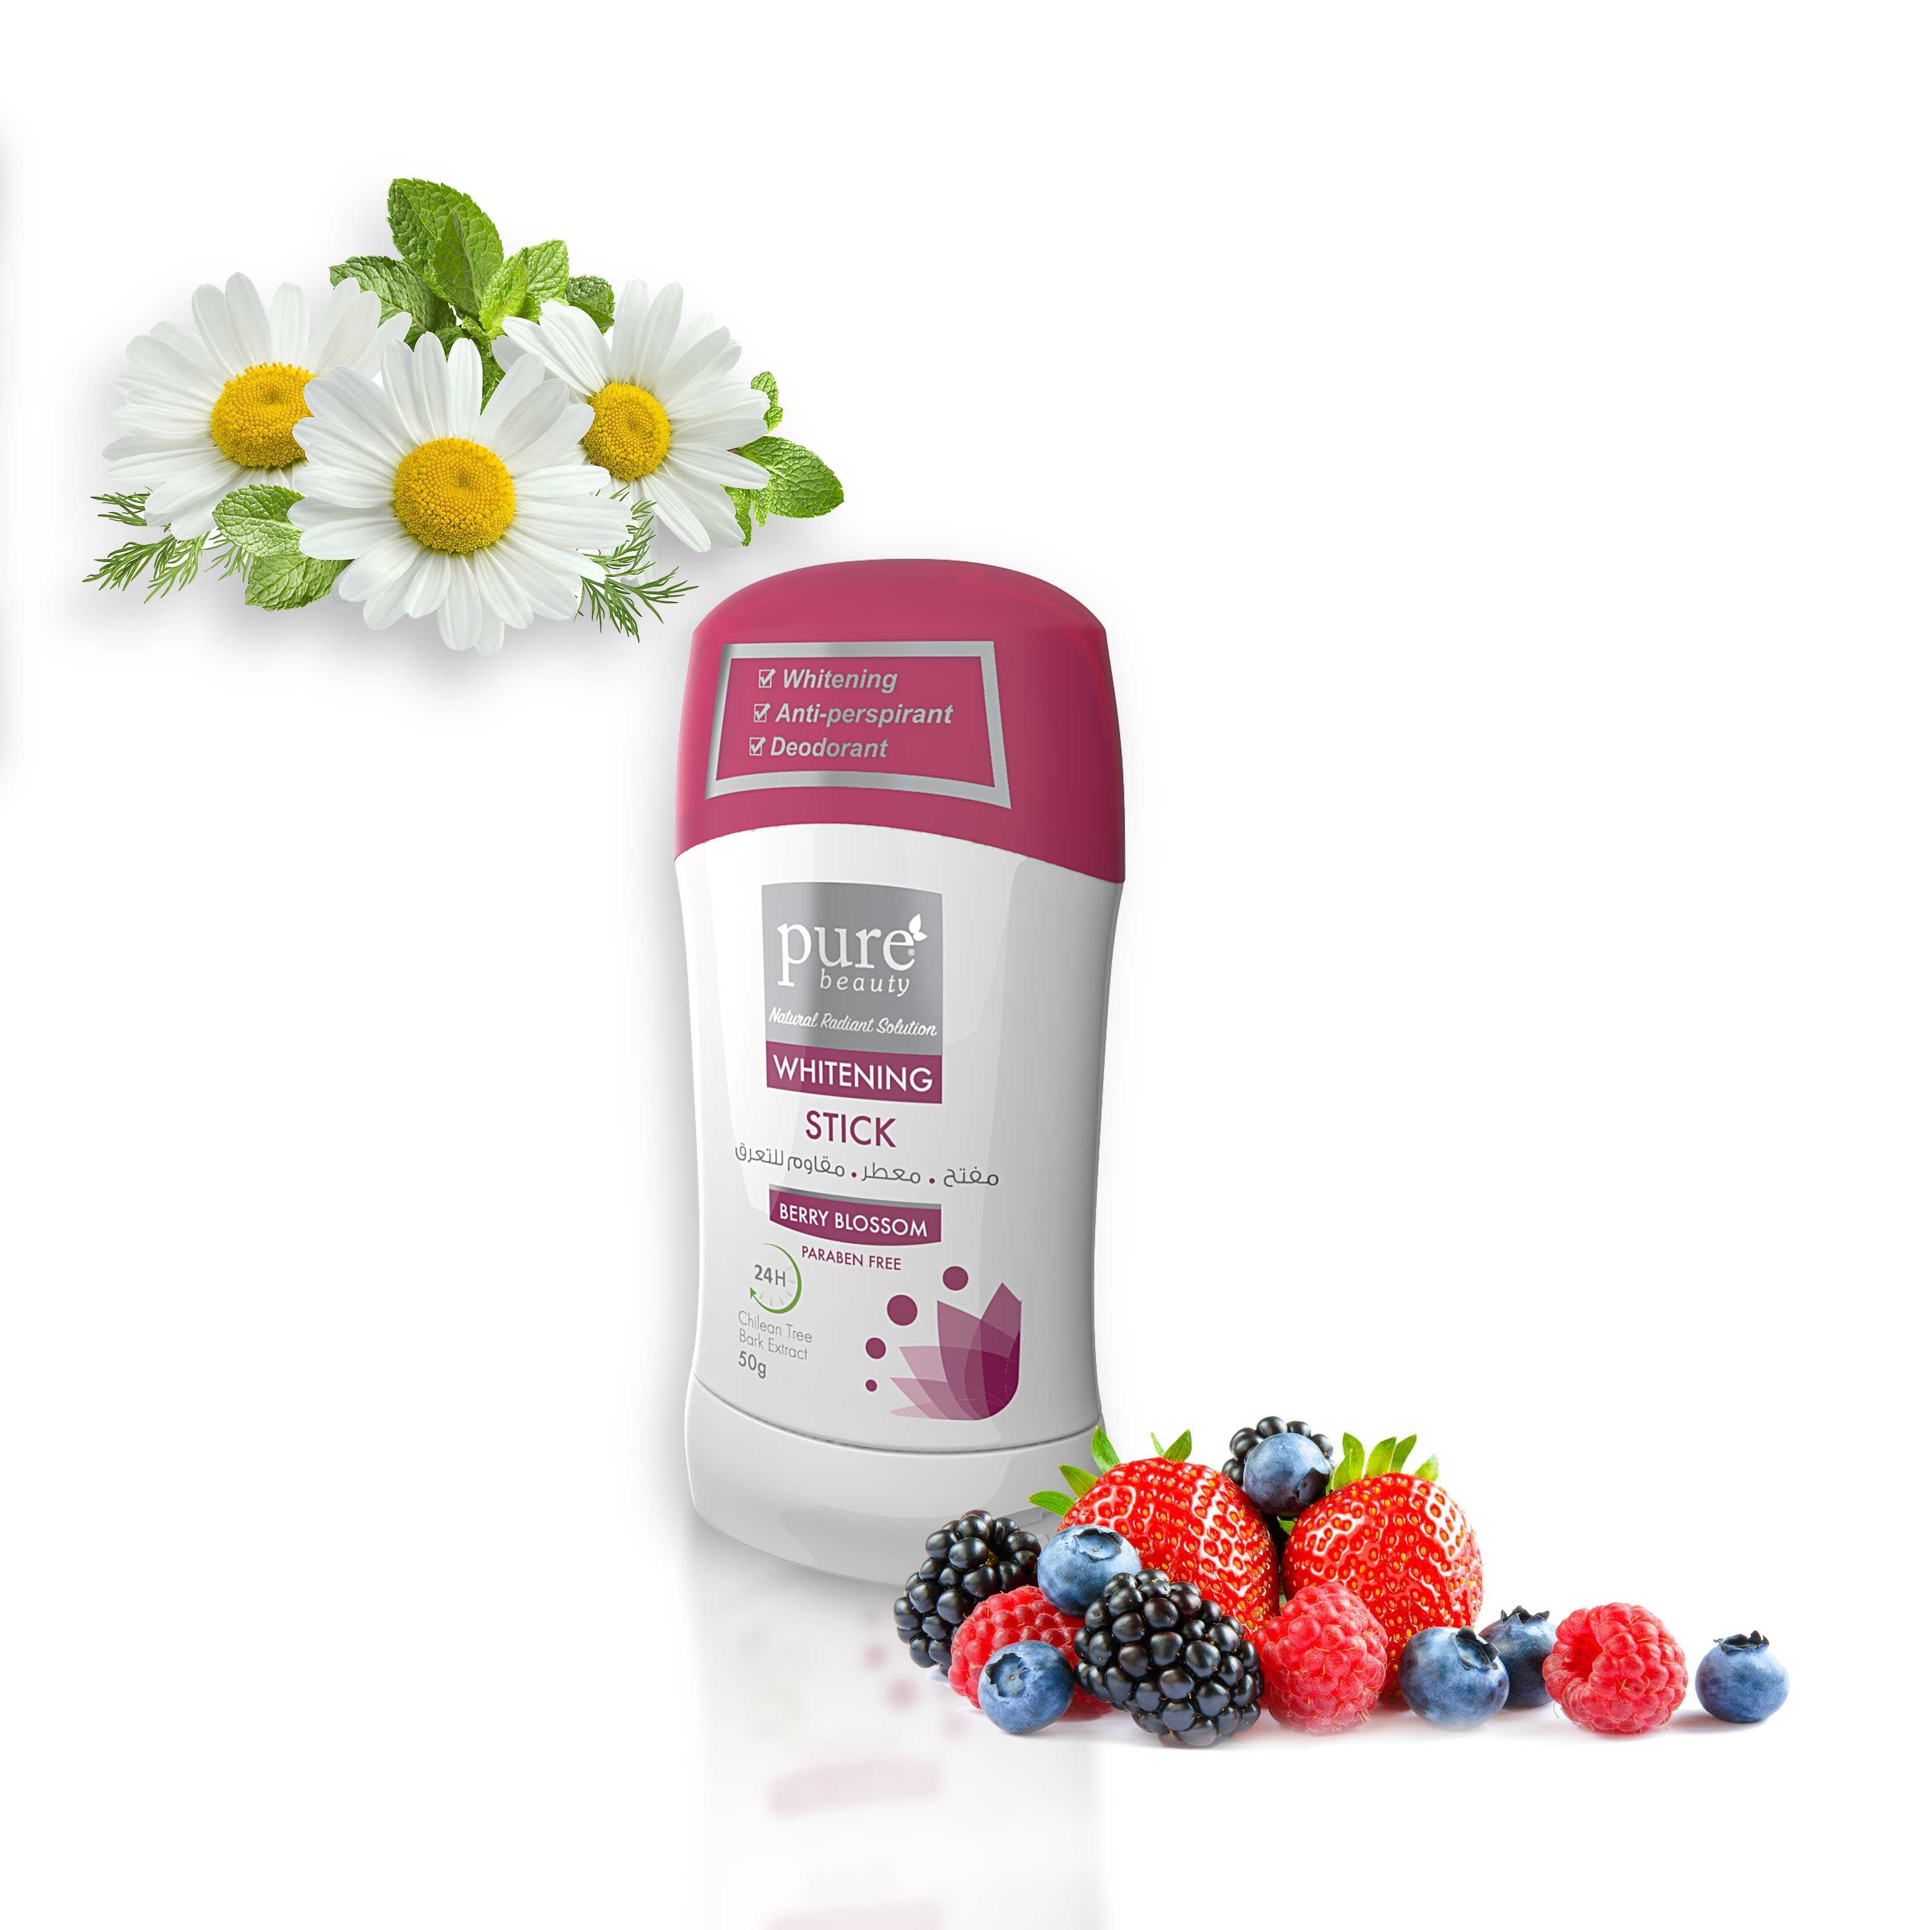 Whitening
Anti-perspirant
Deodorant
pure®
beauty
Natural Radiant Solution
WHITENING
STICK
مفتح . معطر . مقاوم للتعرق
BERRY BLOSSOM
PARABEN FREE
24H
Chilean Tree
Bark Extract
50g